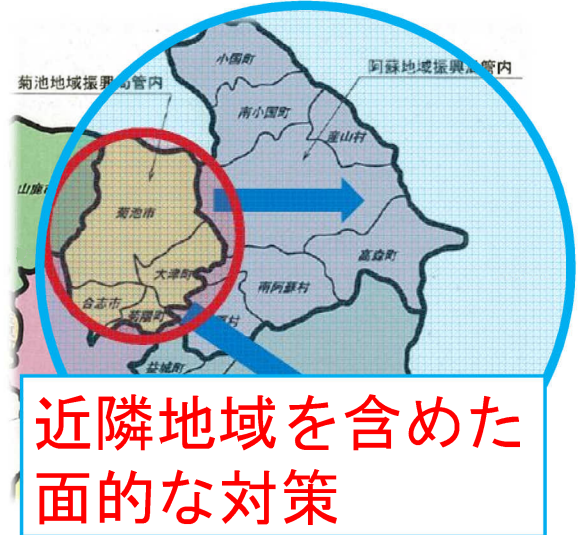 小国町
菊池地域振興局管内
阿蘇地域振興局管内
南小国町
産山村
山鹿
菊池市
高森町
大津町
南阿蘇村
合志市
菊陽町
原村
益城町
近隣地域を含めた
面的な対策